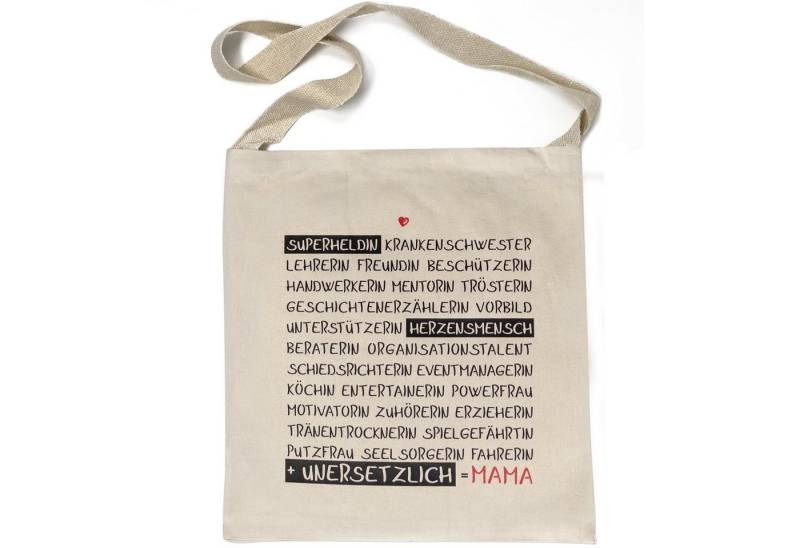 SUPERHELDIN KRANKENSCHWESTER
LEHRERIN FREUNDIN BESCHÜTZERIN
HANDWERKERIN MENTORIN TRÖSTERIN
GESCHICHTENERZÄHLERIN VORBILD
UNTERSTÜTZERIN HERZENSMENSCH
BERATERIN ORGANISATIONSTALENT
SCHIEDSRICHTERIN EVENTMANAGERIN
KÖCHIN ENTERTAINERIN POWERFRAU
MOTIVATORIN ZUHÖRERIN ERZIEHERIN
TRÄNENTROCKNERIN SPIELGEFÄHRTIN
PUTZFRAU SEELSORGERIN FAHRERIN
+ UNERSETZLICH = MAMA